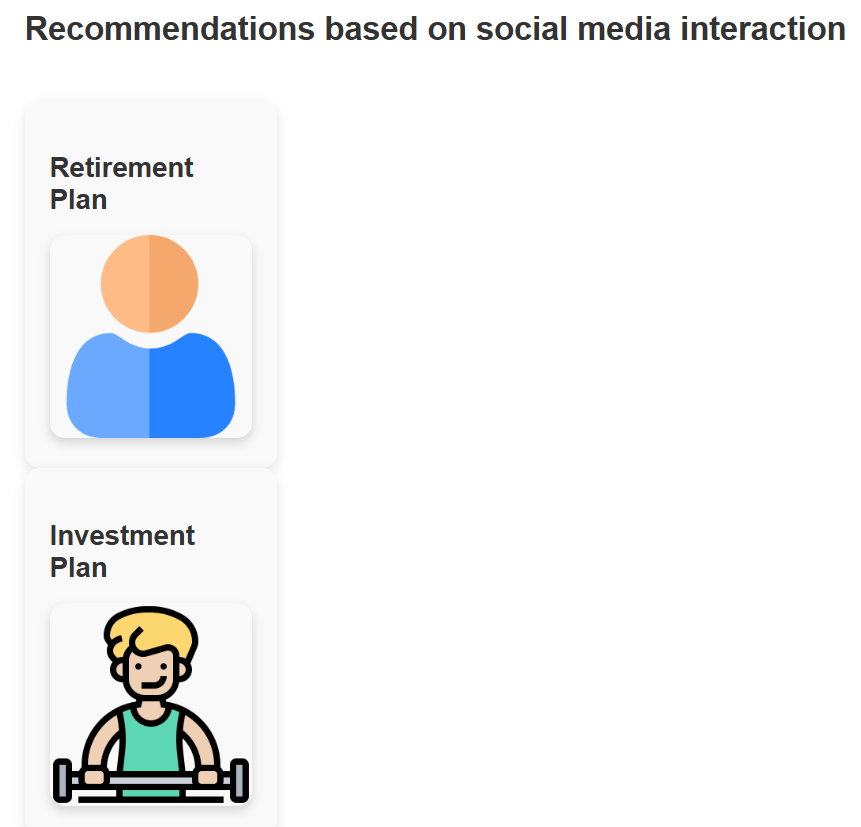 Recommendations based on social media interaction
Retirement
Plan
Investment
Plan